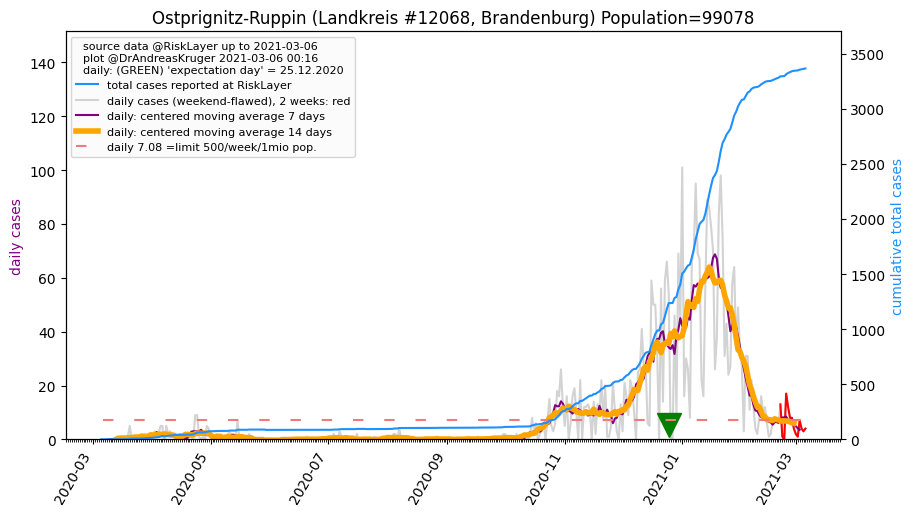 Ostprignitz-Ruppin (Landkreis #12068, Brandenburg) Population=99078
source data @RiskLayer up to 2021-03-06
plot @DrAndreasKruger 2021-03-06 00:16
daily: (GREEN) 'expectation day' = 25.12.2020
total cases reported at RiskLayer
daily cases (weekend-flawed), 2 weeks: red
daily: centered moving average 7 days
daily: centered moving average 14 days
daily 7.08 =limit 500/week/1mio pop.
daily cases
140
120
100
80
60
40
20
0
cumulative total cases
3500
3000
2500
2000
1500
1000
500
0
2020-03
2020-05
2020-07
2020-09
2020-11
2021-01
2021-03